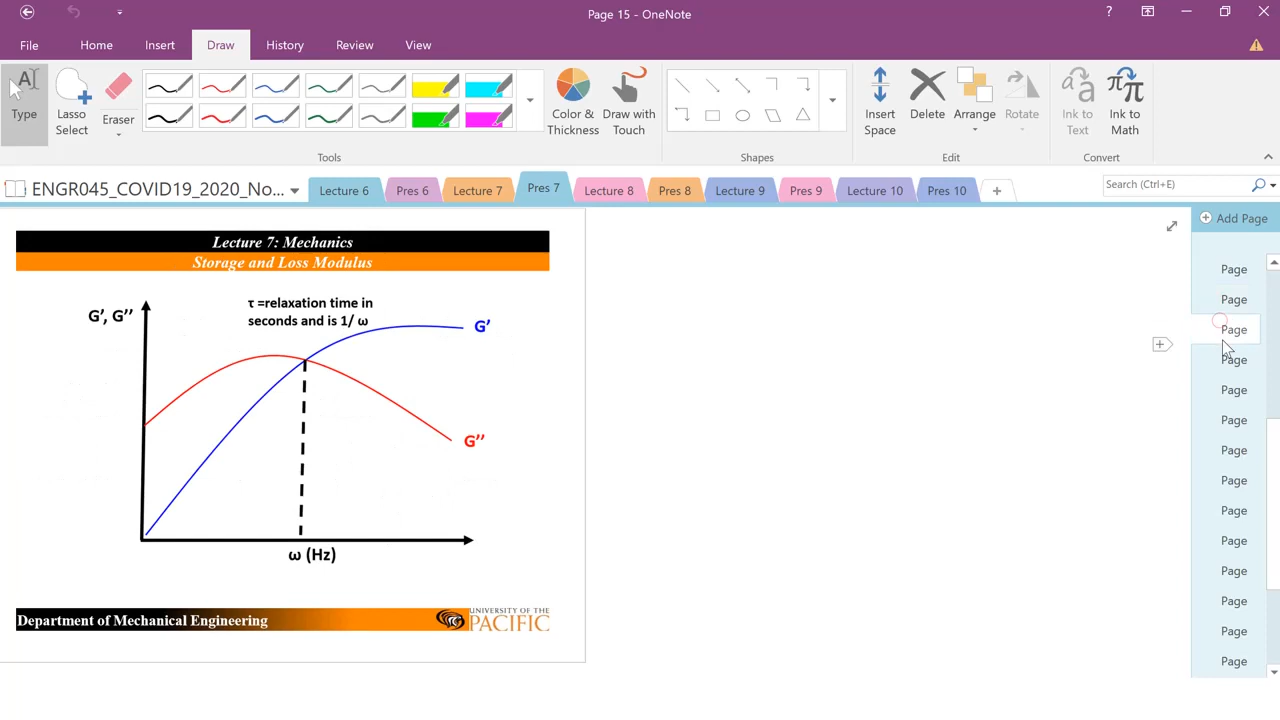 Page 15 - OneNote
?
File
Home
Insert
Draw
History
Review
View
Type
Lasso Select
Eraser
Color & Thickness
Draw with Touch
Insert Space
Delete
Arrange
Rotate
Ink to Text
Ink to Math
Tools
Shapes
Edit
Convert
ENGR045_COVID19_2020_No...
Lecture 6
Pres 6
Lecture 7
Pres 7
Lecture 8
Pres 8
Lecture 9
Pres 9
Lecture 10
Pres 10
Search (Ctrl+E)
Add Page
Lecture 7: Mechanics
Storage and Loss Modulus
τ =relaxation time in
seconds and is 1/ ω
G’, G’’
G’
G’’
ω (Hz)
Department of Mechanical Engineering
UNIVERSITY OF THE
PACIFIC
Page
Page
Page
Page
Page
Page
Page
Page
Page
Page
Page
Page
Page
Page